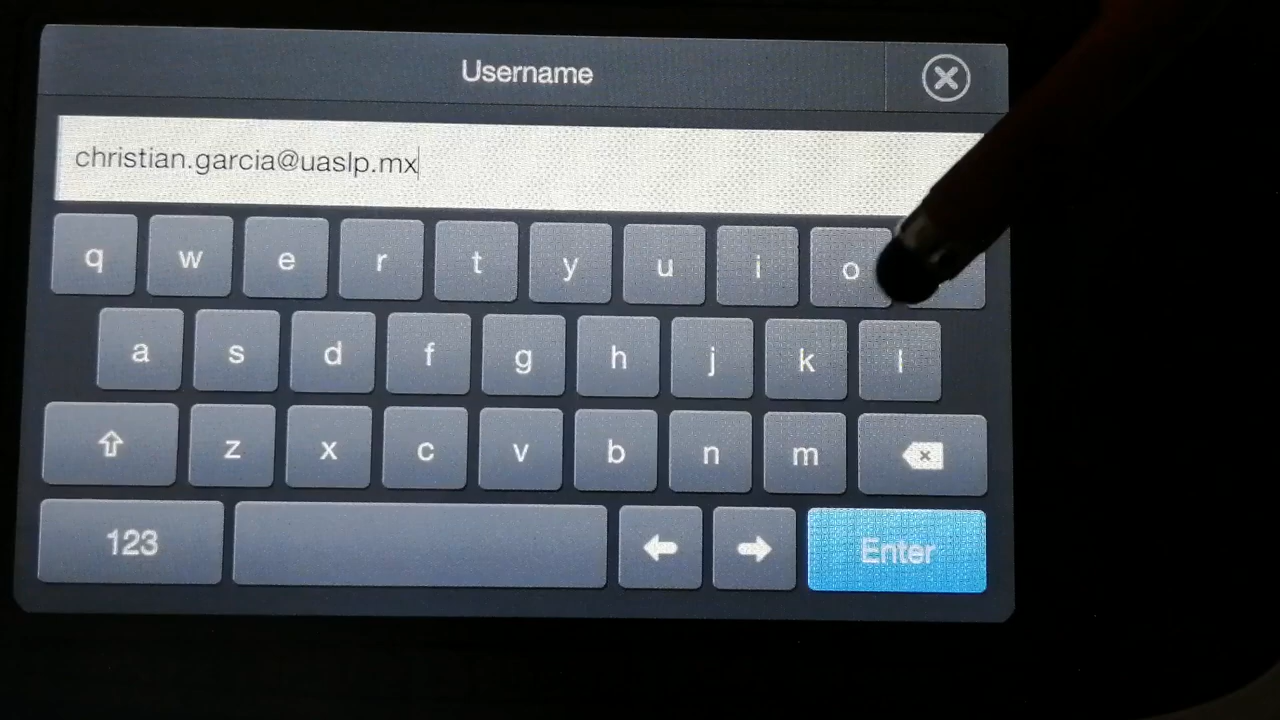 Username
christian.garcia@uaslp.mx
q w e r t y u i o
a s d f g h j k l
z x c v b n m
123 Enter